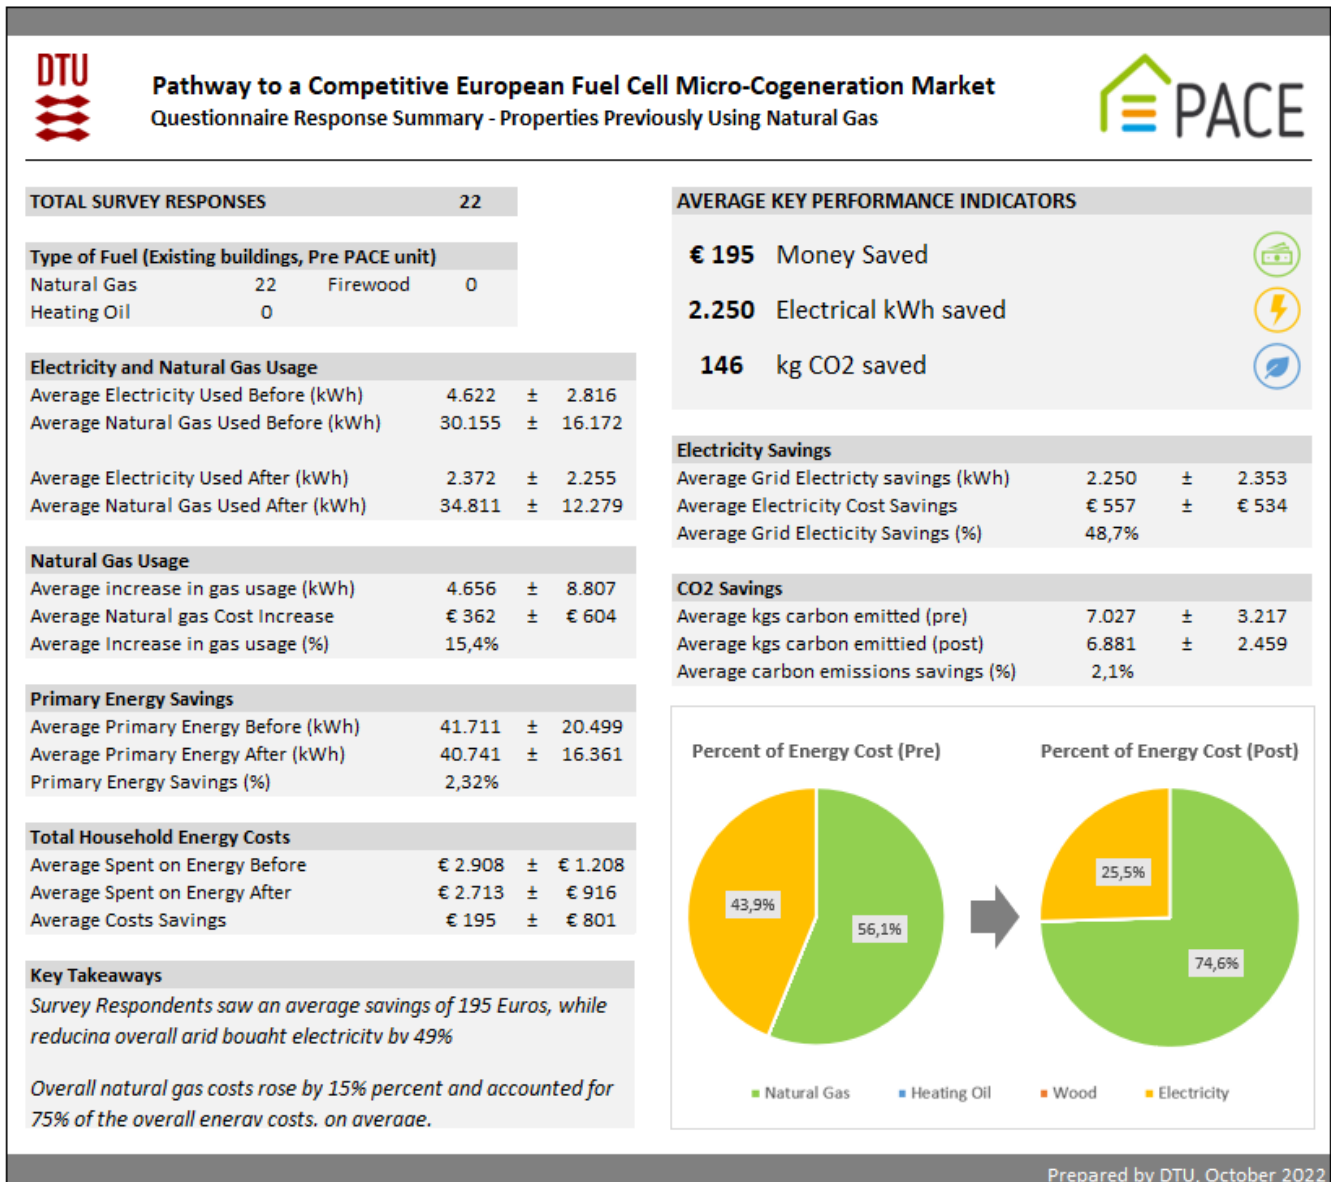 DTU
Pathway to a Competitive European Fuel Cell Micro-Cogeneration Market
Questionnaire Response Summary - Properties Previously Using Natural Gas
PACE
TOTAL SURVEY RESPONSES 22
Type of Fuel (Existing buildings, Pre PACE unit)
Natural Gas 22 Firewood 0
Heating Oil 0
Electricity and Natural Gas Usage
Average Electricity Used Before (kWh) 4.622 ± 2.816
Average Natural Gas Used Before (kWh) 30.155 ± 16.172
Average Electricity Used After (kWh) 2.372 ± 2.255
Average Natural Gas Used After (kWh) 34.811 ± 12.279
Natural Gas Usage
Average increase in gas usage (kWh) 4.656 ± 8.807
Average Natural gas Cost Increase € 362 ± € 604
Average Increase in gas usage (%) 15,4%
Primary Energy Savings
Average Primary Energy Before (kWh) 41.711 ± 20.499
Average Primary Energy After (kWh) 40.741 ± 16.361
Primary Energy Savings (%) 2,32%
Total Household Energy Costs
Average Spent on Energy Before € 2.908 ± € 1.208
Average Spent on Energy After € 2.713 ± € 916
Average Costs Savings € 195 ± € 801
Key Takeaways
Survey Respondents saw an average savings of 195 Euros, while
reducing overall grid bought electricity by 49%
Overall natural gas costs rose by 15% percent and accounted for
75% of the overall energy costs. on average.
AVERAGE KEY PERFORMANCE INDICATORS
€ 195 Money Saved
2.250 Electrical kWh saved
146 kg CO2 saved
Electricity Savings
Average Grid Electricty savings (kWh) 2.250 ± 2.353
Average Electricity Cost Savings € 557 ± € 534
Average Grid Electicity Savings (%) 48,7%
CO2 Savings
Average kgs carbon emitted (pre) 7.027 ± 3.217
Average kgs carbon emittied (post) 6.881 ± 2.459
Average carbon emissions savings (%) 2,1%
Percent of Energy Cost (Pre) Percent of Energy Cost (Post)
43,9%
56,1%
25,5%
74,6%
Natural Gas Heating Oil Wood Electricity
Prepared by DTU, October 2022